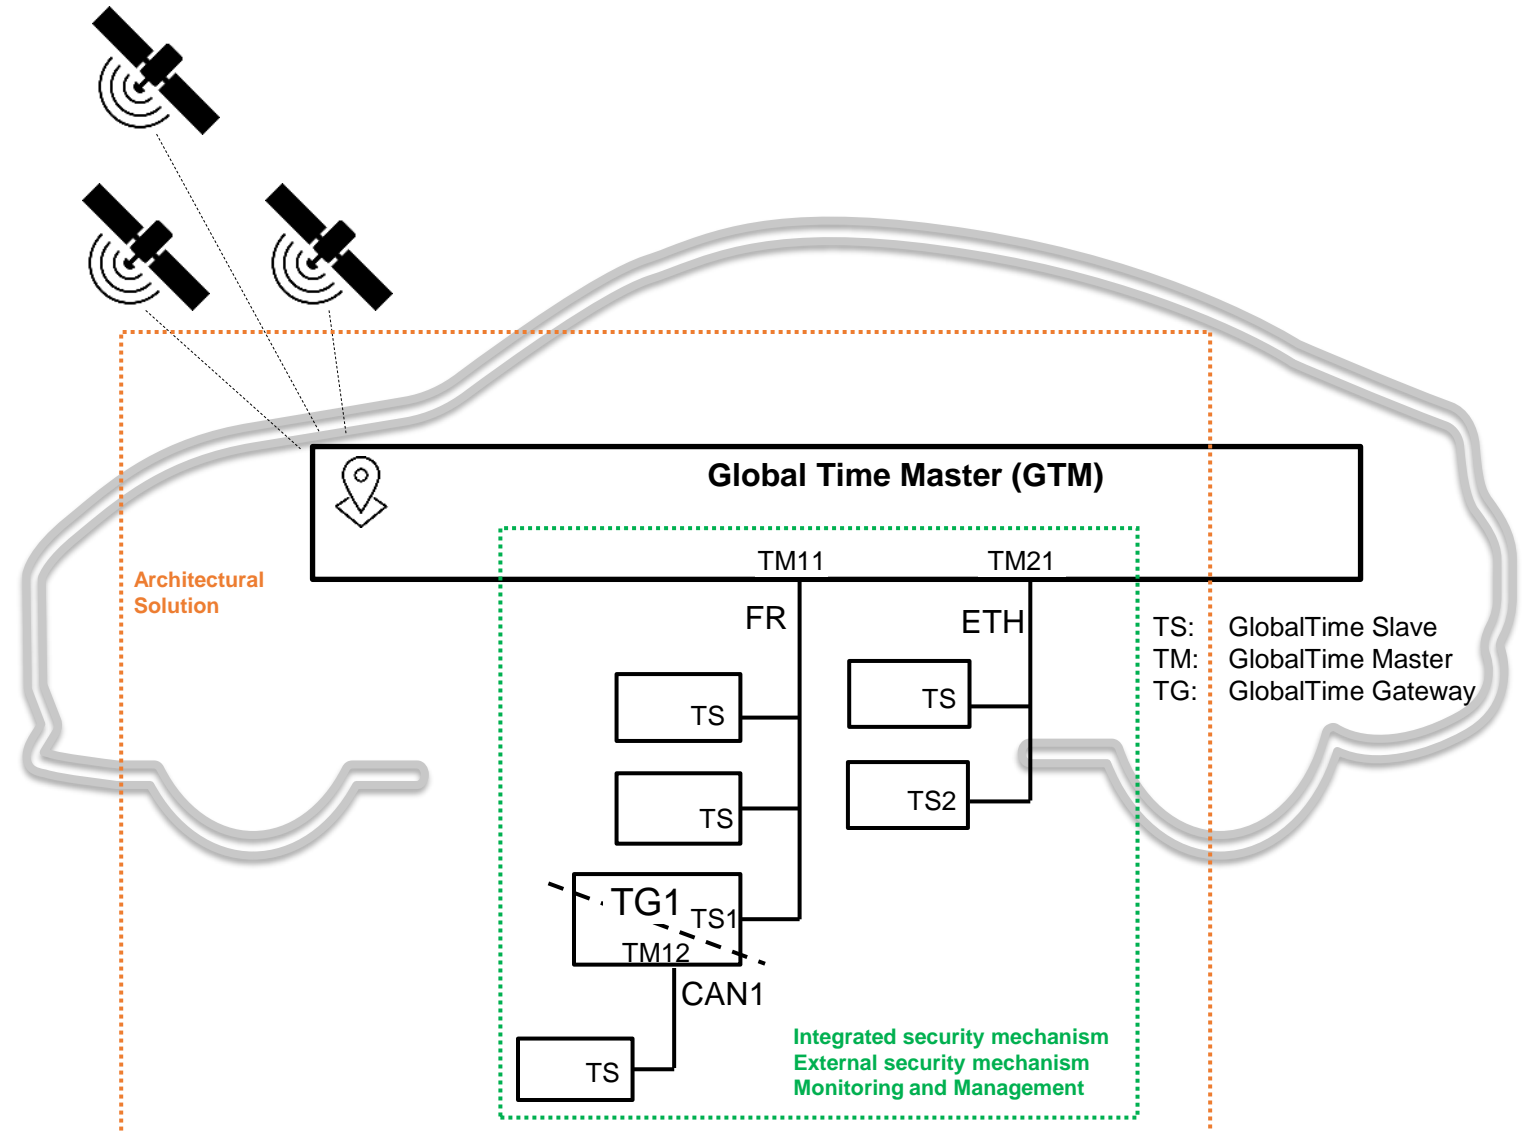 Global Time Master (GTM)
TM11
TM21
Architectural
Solution
FR
ETH
TS: GlobalTime Slave
TM: GlobalTime Master
TG: GlobalTime Gateway
TS
TS
TS
TS2
TG1
TS1
TM12
CAN1
TS
Integrated security mechanism
External security mechanism
Monitoring and Management